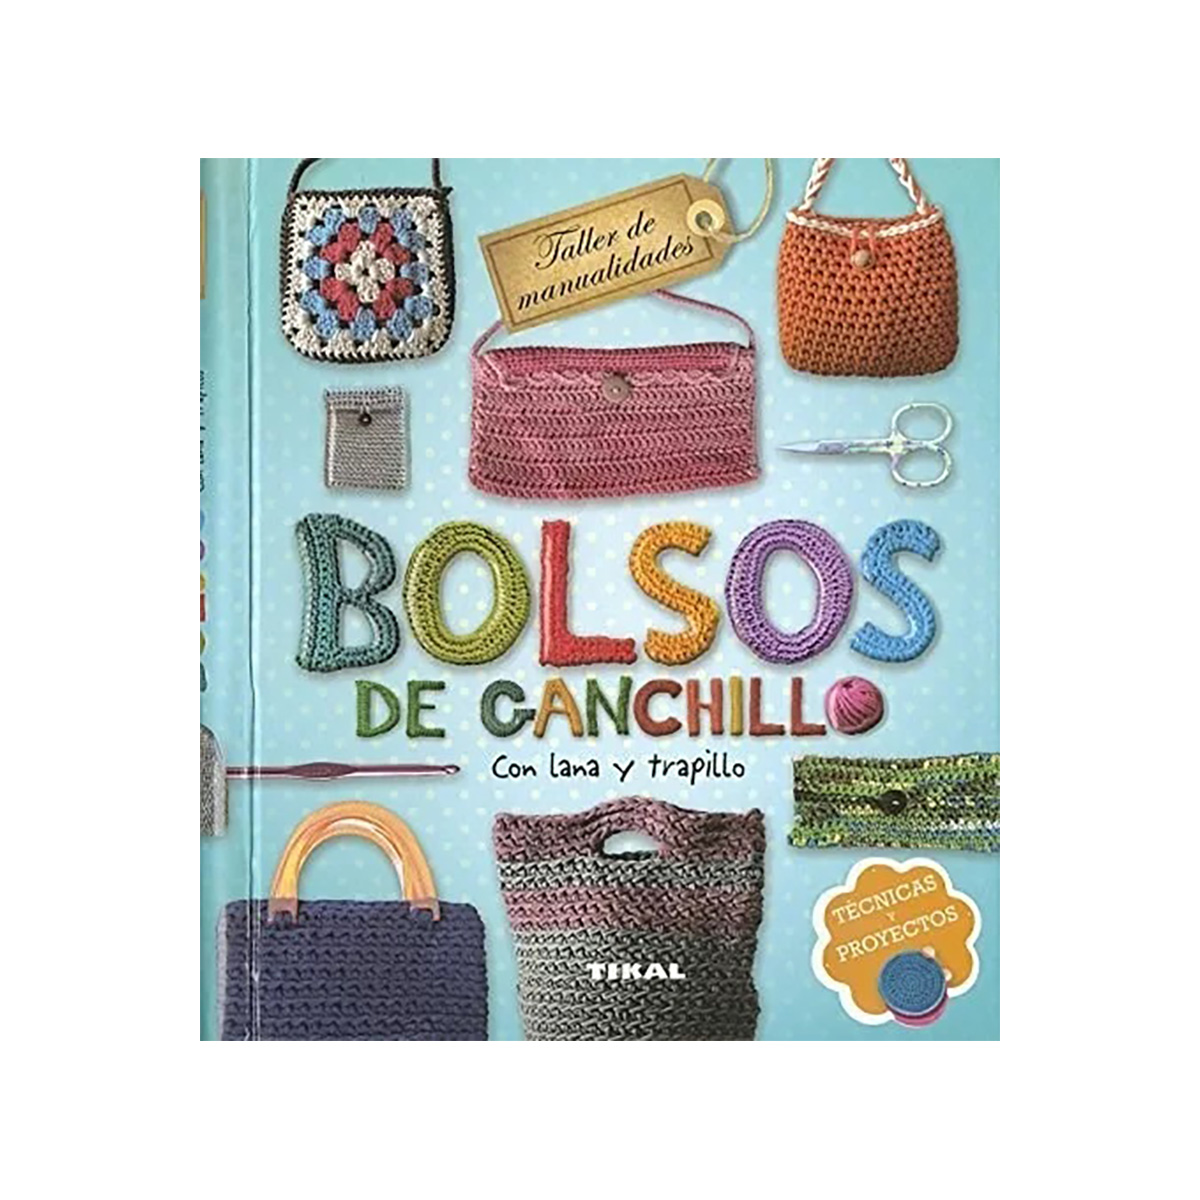 Taller de
manualidades
BOLSOS
DE GANCHILLO
Con lana y trapillo
TÉCNICAS
Y
PROYECTOS
TIKAL